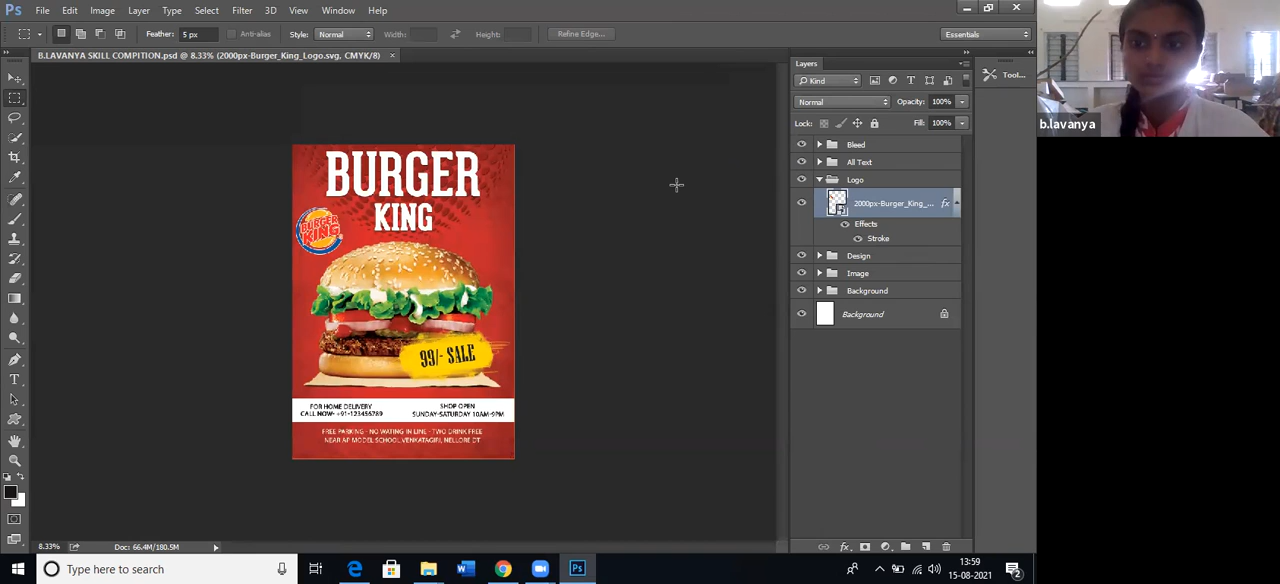 Ps File Edit Image Layer Type Select Filter 3D View Window Help
Feather: 5 px Anti-alias Style: Normal Width: Height: Refine Edge... Essentials
B.LAVANYA SKILL COMPITION.psd @ 8.33% (2000px-Burger_King_Logo.svg, CMYK/8) ×
BURGER
KING
BURGER
KING
99/- SALE
FOR HOME DELIVERY
CALL NOW- +91-123456789
SHOP OPEN
SUNDAY-SATURDAY 10AM-9PM
FREE PARKING - NO WATING IN LINE - TWO DRINK FREE
NEAR AP MODEL SCHOOL VENKATAGIRI, NELLORE DT
Layers
Kind
Normal Opacity: 100%
Lock: Fill: 100%
Bleed
All Text
Logo
2000px-Burger_King_... fx
Effects
Stroke
Design
Image
Background
Background
Tool...
b.lavanya
8.33% Doc: 66.4M/180.5M
Type here to search
13:59
15-08-2021
2